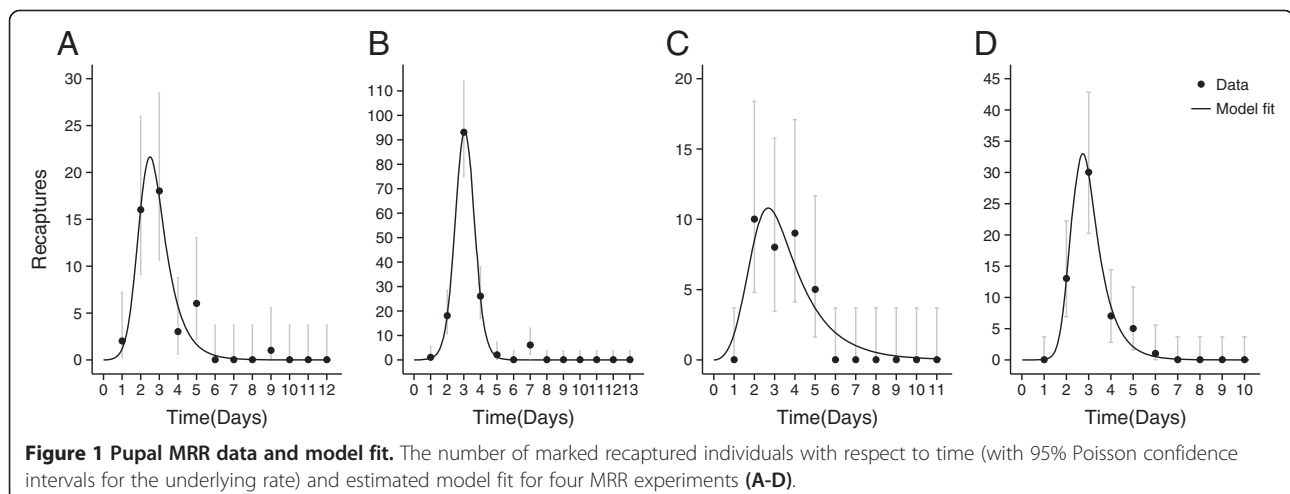 A
B
C
D
30
25
20
15
10
5
0
Recaptures
0 1 2 3 4 5 6 7 8 9 10 11 12
Time(Days)
110
100
90
80
70
60
50
40
30
20
10
0
0 1 2 3 4 5 6 7 8 9 10 11 12 13
Time(Days)
20
15
10
5
0
0 1 2 3 4 5 6 7 8 9 10 11
Time(Days)
45
40
35
30
25
20
15
10
5
0
0 1 2 3 4 5 6 7 8 9 10
Time(Days)
Data
Model fit
Figure 1 Pupal MRR data and model fit. The number of marked recaptured individuals with respect to time (with 95% Poisson confidence
intervals for the underlying rate) and estimated model fit for four MRR experiments (A-D).